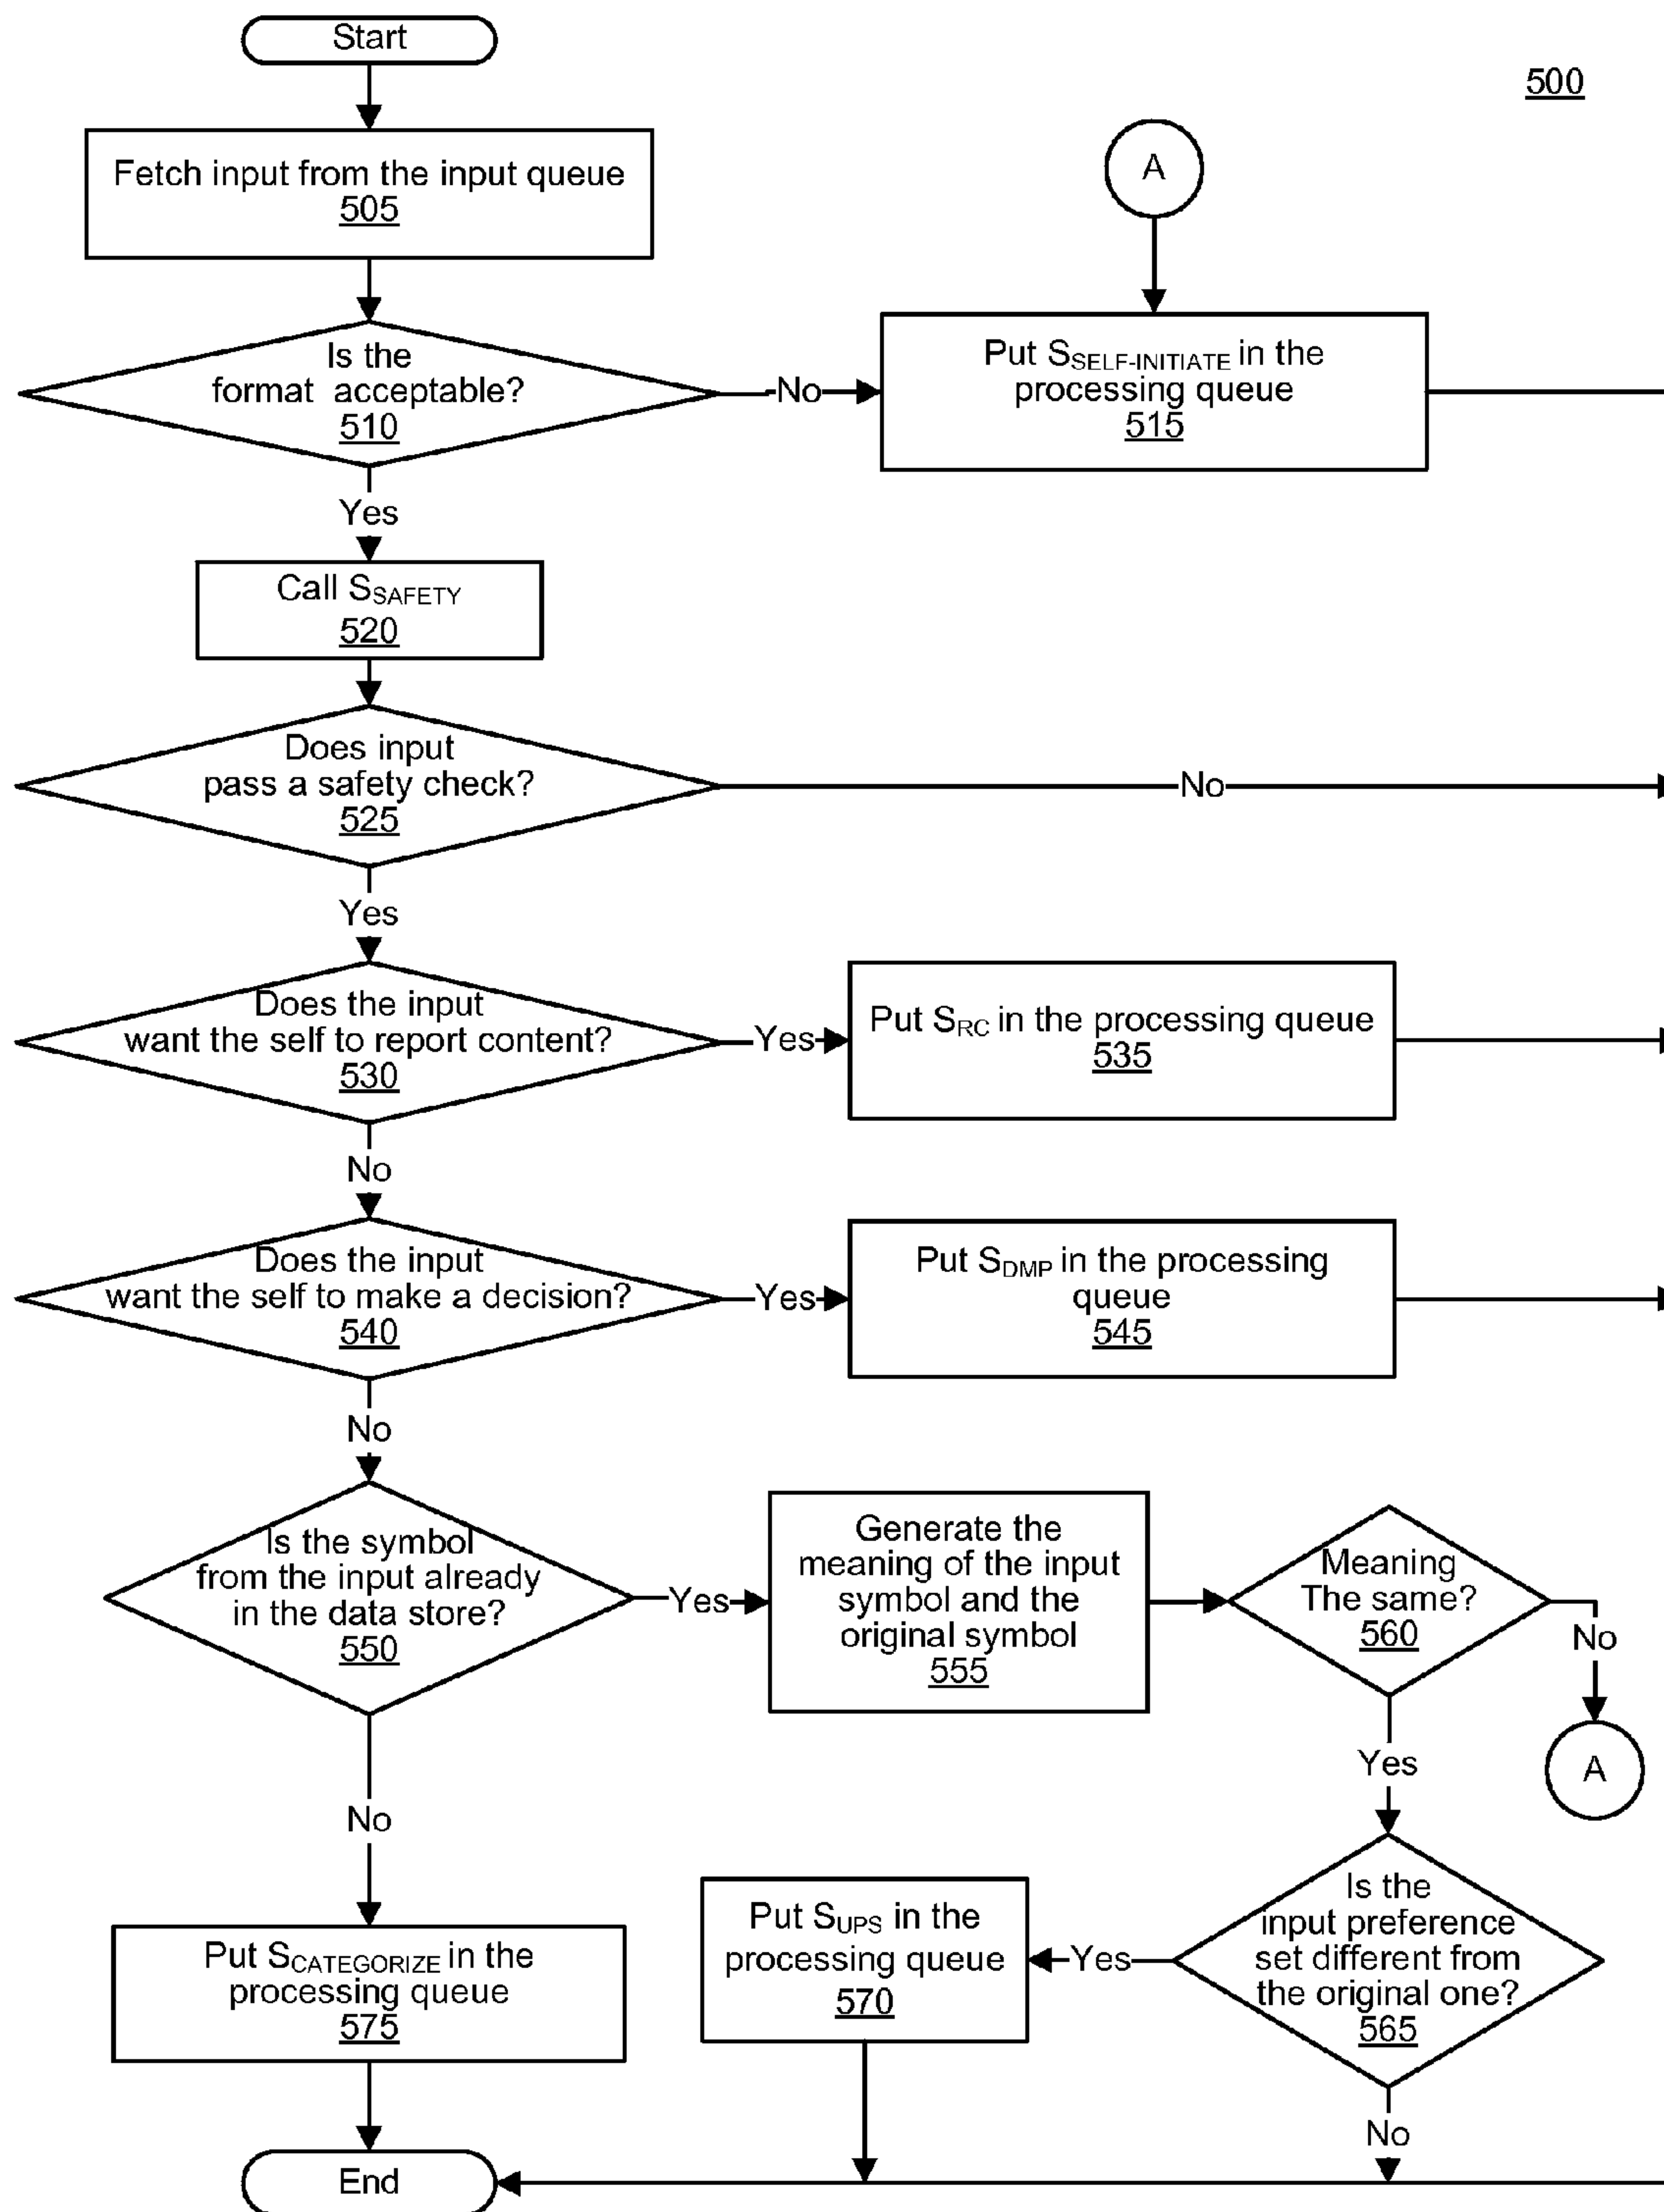 Start
500
Fetch input from the input queue
505
A
Is the
format acceptable?
510
No
Put SSELF-INITIATE in the
processing queue
515
Yes
Call SSAFETY
520
Does input
pass a safety check?
525
No
Yes
Does the input
want the self to report content?
530
Yes
Put SRC in the processing queue
535
No
Does the input
want the self to make a decision?
540
Yes
Put SDMP in the processing
queue
545
No
Is the symbol
from the input already
in the data store?
550
Yes
Generate the
meaning of the input
symbol and the
original symbol
555
Meaning
The same?
560
No
A
Yes
No
Is the
input preference
set different from
the original one?
565
Yes
Put SUPS in the
processing queue
570
Put SCATEGORIZE in the
processing queue
575
No
End